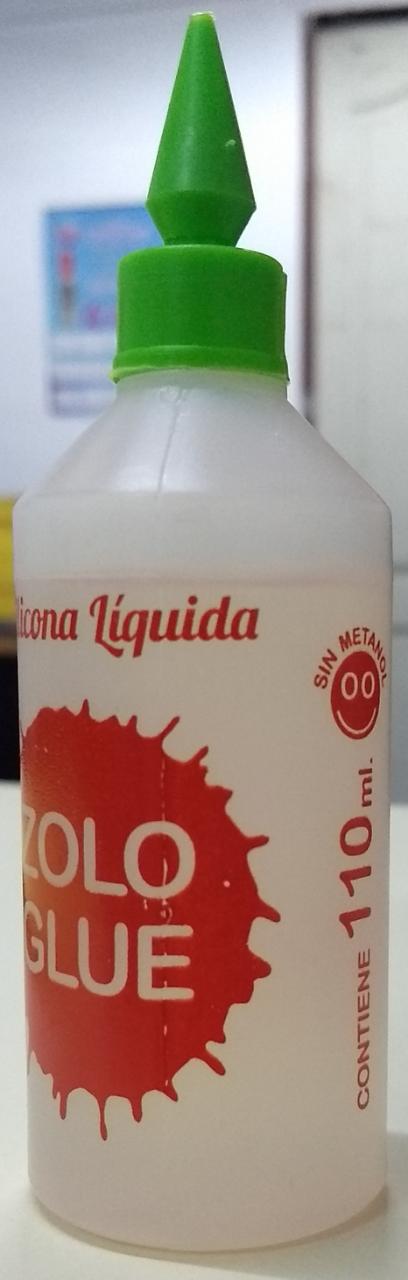 licona Líquida
ZOLO
GLUE
SIN METANOL
CONTIENE 110 ml.